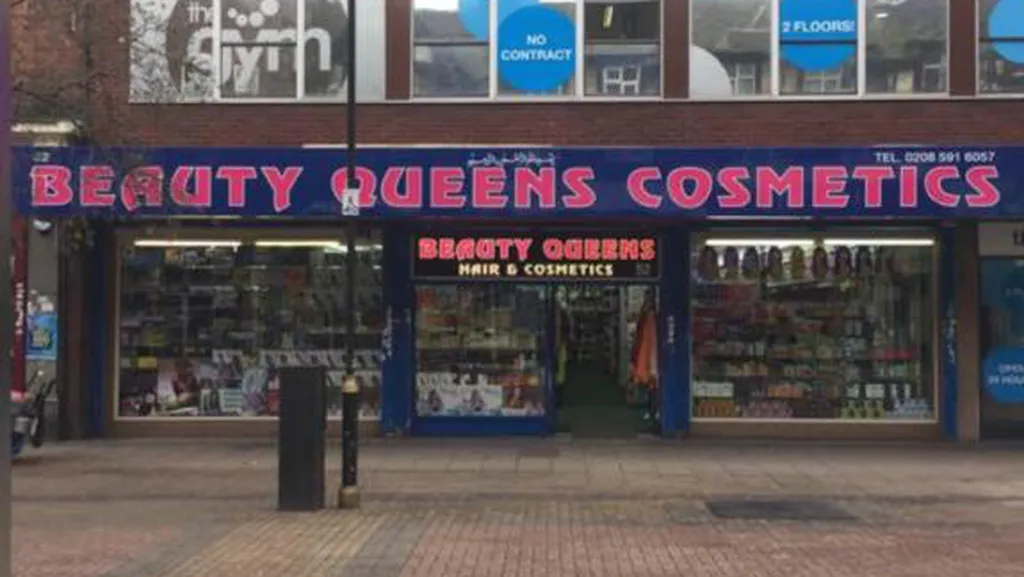 the
gym
NO
CONTRACT
2 FLOORS!
TEL. 0208 591 6057
BEAUTY QUEENS COSMETICS
BEAUTY QUEENS
HAIR & COSMETICS